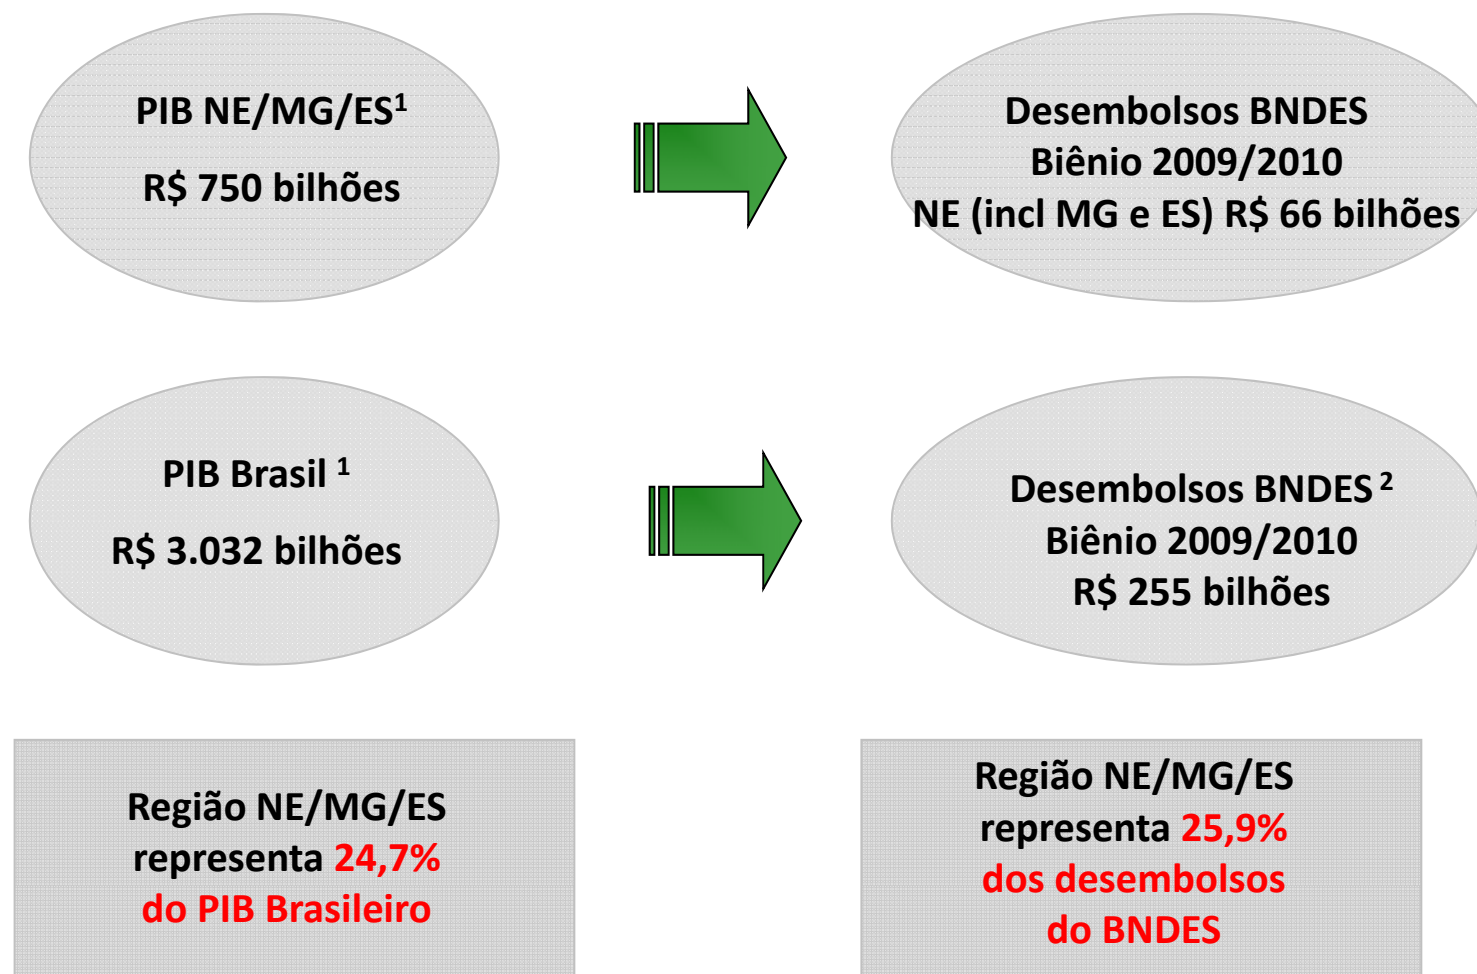 PIB NE/MG/ES¹
R$ 750 bilhões
Desembolsos BNDES
Biênio 2009/2010
NE (incl MG e ES) R$ 66 bilhões
PIB Brasil ¹
R$ 3.032 bilhões
Desembolsos BNDES ²
Biênio 2009/2010
R$ 255 bilhões
Região NE/MG/ES
representa 24,7%
do PIB Brasileiro
Região NE/MG/ES
representa 25,9%
dos desembolsos
do BNDES